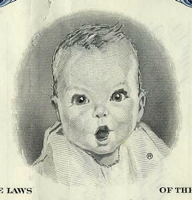 ®
E LAWS OF THE